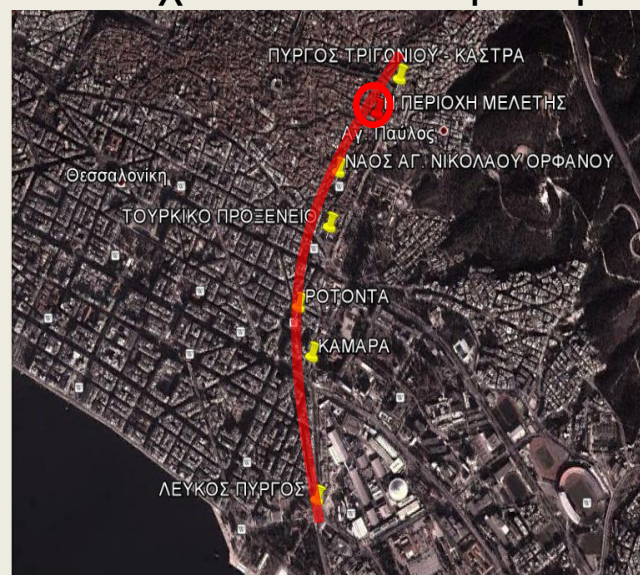 ΠΥΡΓΟΣ ΤΡΙΓΩΝΙΟΥ - ΚΑΣΤΡΑ
ΠΕΡΙΟΧΗ ΜΕΛΕΤΗΣ
Αγ. Παύλος
ΝΑΟΣ ΑΓ. ΝΙΚΟΛΑΟΥ ΟΡΦΑΝΟΥ
Θεσσαλονίκη
ΤΟΥΡΚΙΚΟ ΠΡΟΞΕΝΕΙΟ
ΡΟΤΟΝΤΑ
ΚΑΜΑΡΑ
ΛΕΥΚΟΣ ΠΥΡΓΟΣ